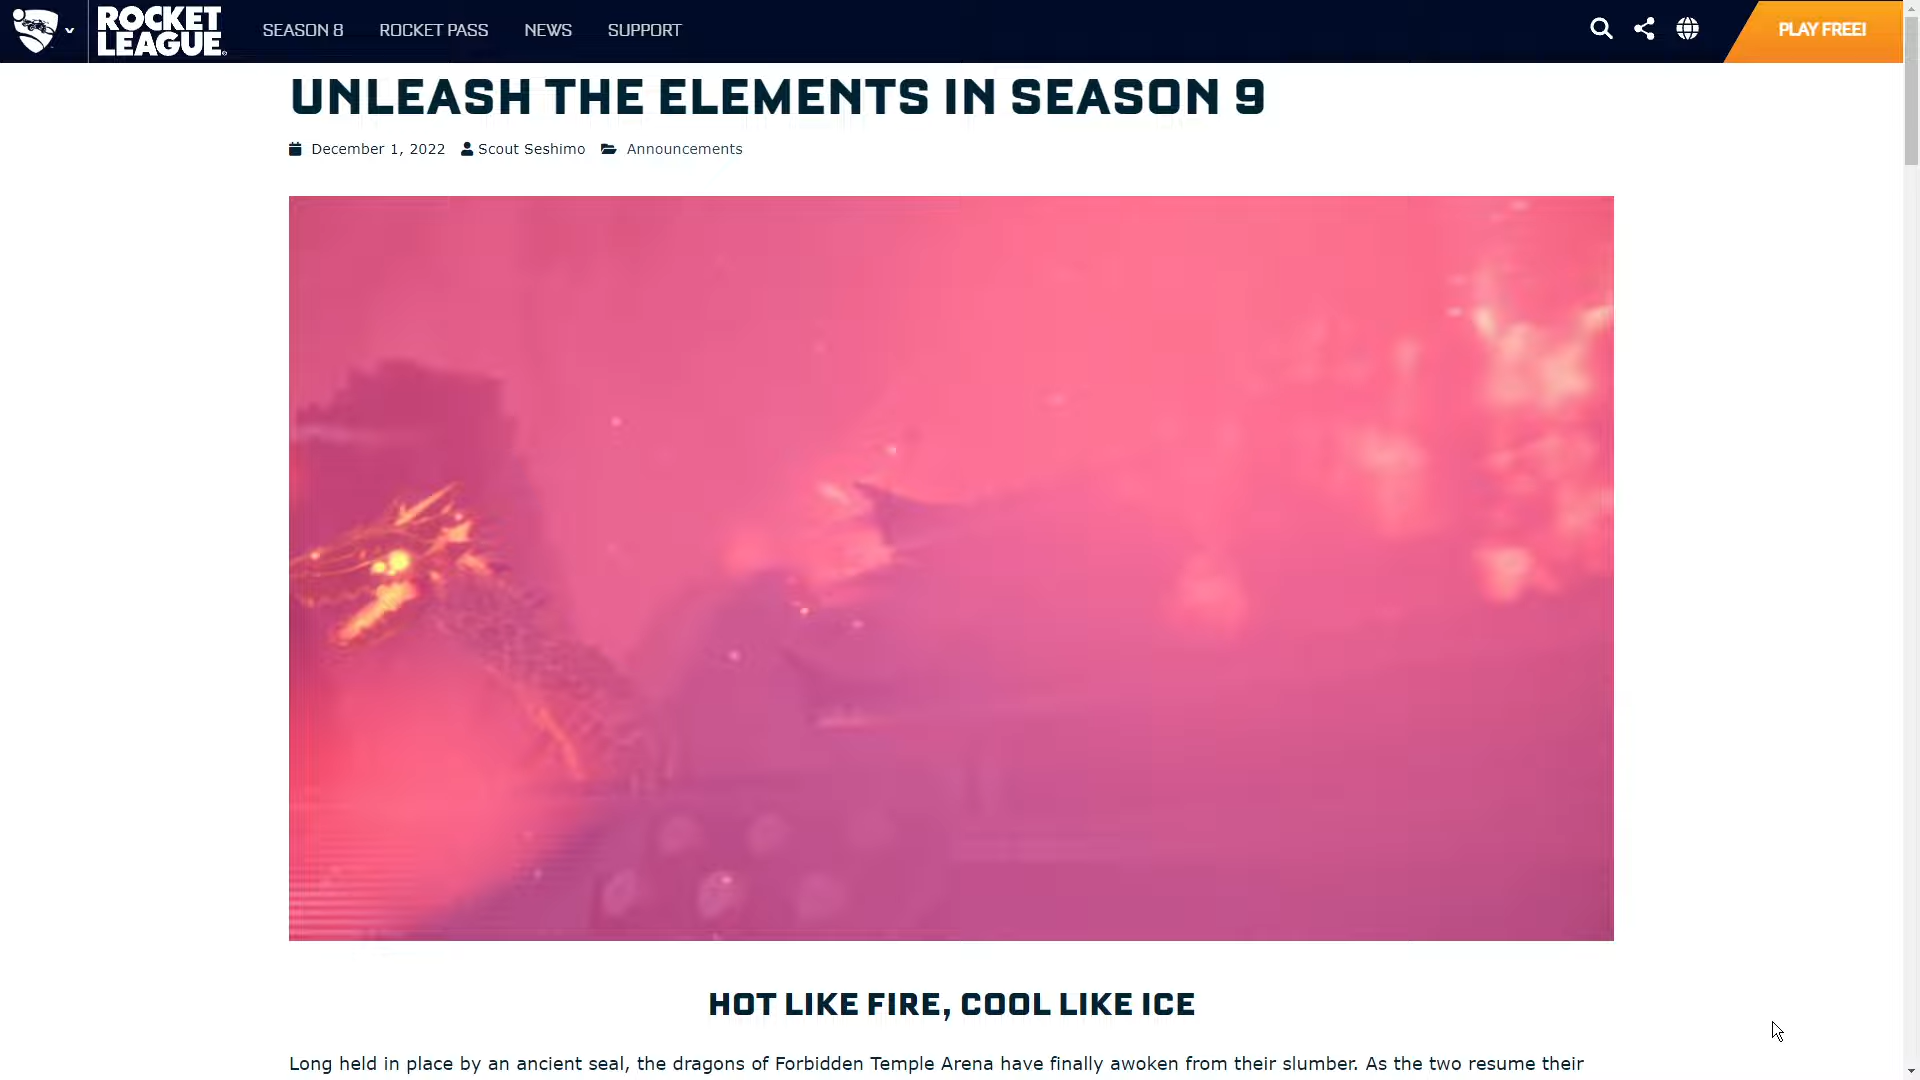 ROCKET LEAGUE
SEASON 8
ROCKET PASS
NEWS
SUPPORT
PLAY FREE!
UNLEASH THE ELEMENTS IN SEASON 9
December 1, 2022 Scout Seshimo Announcements
HOT LIKE FIRE, COOL LIKE ICE
Long held in place by an ancient seal, the dragons of Forbidden Temple Arena have finally awoken from their slumber. As the two resume their